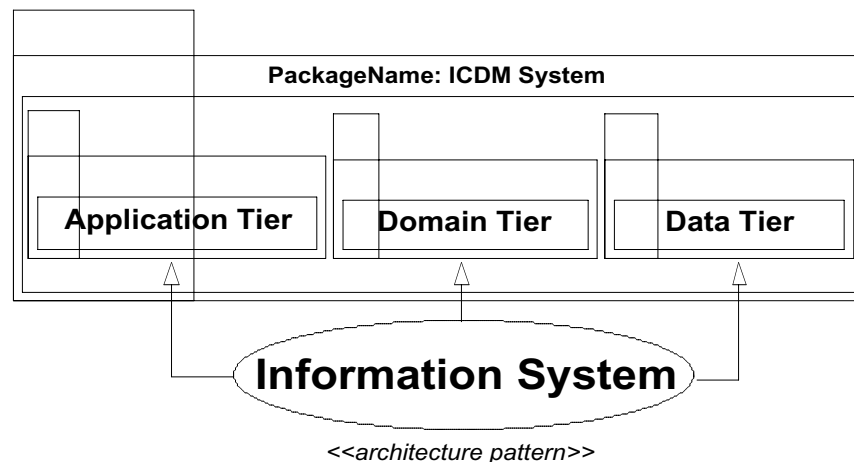 PackageName: ICDM System
Application Tier
Domain Tier
Data Tier
Information System
<<architecture pattern>>